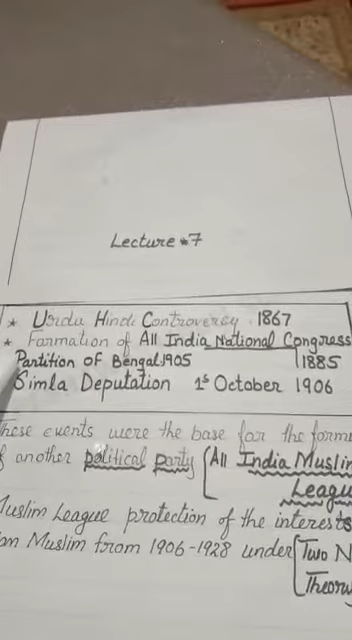 Lecture * 7
* Urdu Hindi Controversy 1867
* Formation of All India National Congress
1885
Partition of Bengal 1905
Simla Deputation 1st October 1906
These events were the base for the form
of another political party (All India Muslim
League
Muslim League protection of the interests
an Muslim from 1906-1928 under Two N
Theory